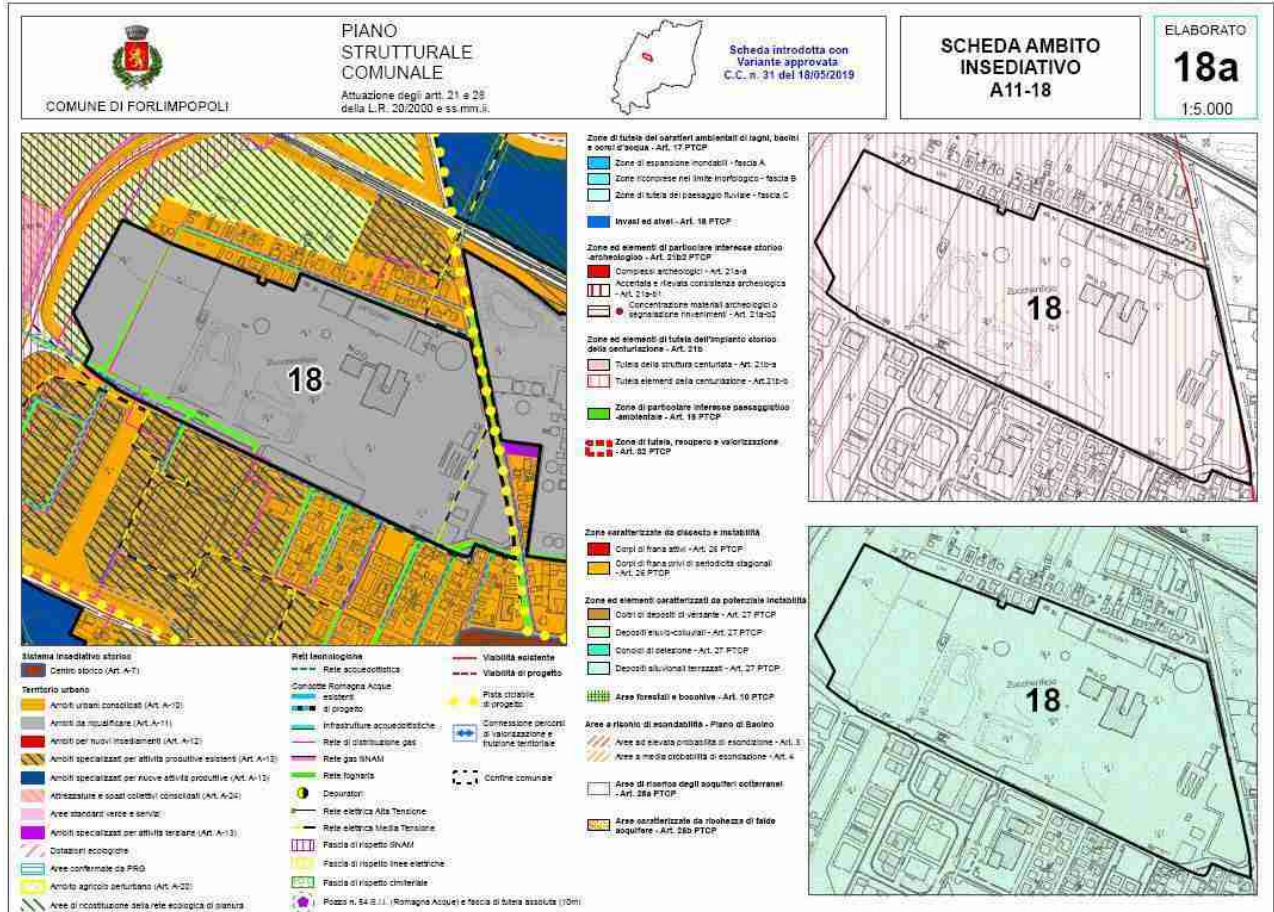 COMUNE DI FORLIMPOPOLI
PIANO
STRUTTURALE
COMUNALE
Attuazione degli artt. 21 e 28
della L.R. 20/2000 e ss.mm.ii.
Scheda introdotta con
Variante approvata
C.C. n. 31 del 18/05/2019
SCHEDA AMBITO
INSEDIATIVO
A11-18
ELABORATO
18a
1:5.000
Zuccherificio
18
Zone di tutela dei caratteri ambientali di laghi, bacini
e corsi d'acqua - Art. 17 PTCP
Zone di espansione inondabili - fascia A
Zone ricomprese nel limite morfologico - fascia B
Zone di tutela del paesaggio fluviale - fascia C
Invasi ed alvei - Art. 18 PTCP
Zone ed elementi di particolare interesse storico
-archeologico - Art. 21b2 PTCP
Complessi archeologici - Art. 21a-a
Accertata e rilevata consistenza archeologica
- Art. 21a-b1
Concentrazione materiali archeologici o
segnalazione rinvenimenti - Art. 21a-b2
Zone ed elementi di tutela dell'impianto storico
della centuriazione - Art. 21b
Tutela della struttura centuriata - Art. 21b-a
Tutela elementi della centuriazione - Art.21b-b
Zone di particolare interesse paesaggistico
-ambientale - Art. 19 PTCP
Zone di tutela, recupero e valorizzazione
- Art. 32 PTCP
Zone caratterizzate da dissesto e instabilità
Corpi di frana attivi - Art. 26 PTCP
Corpi di frana privi di periodicità stagionali
- Art. 26 PTCP
Zone ed elementi caratterizzati da potenziale instabilità
Coltri di depositi di versante - Art. 27 PTCP
Depositi eluvio-colluviali - Art. 27 PTCP
Conoidi di deiezione - Art. 27 PTCP
Depositi alluvionali terrazzati - Art. 27 PTCP
Aree forestali e boschive - Art. 10 PTCP
Aree a rischio di esondabilità - Piano di Bacino
Aree ad elevata probabilità di esondazione - Art. 3
Aree a media probabilità di esondazione - Art. 4
Aree di ricarica degli acquiferi sotterranei
- Art. 28a PTCP
Aree caratterizzate da ricchezza di falde
acquifere - Art. 28b PTCP
Zuccherificio
18
Zuccherificio
18
Sistema insediativo storico
Centro storico (Art. A-7)
Territorio urbano
Ambiti urbani consolidati (Art. A-10)
Ambiti da riqualificare (Art. A-11)
Ambiti per nuovi insediamenti (Art. A-12)
Ambiti specializzati per attività produttive esistenti (Art. A-13)
Ambiti specializzati per nuove attività produttive (Art. A-13)
Attrezzature e spazi collettivi consolidati (Art. A-24)
Aree standard verde e servizi
Ambiti specializzati per attività terziarie (Art. A-13)
Dotazioni ecologiche
Aree confermate da PRG
Ambito agricolo periurbano (Art. A-20)
Aree di ricostituzione della rete ecologica di pianura
Reti tecnologiche
Rete acquedottistica
Condotte Romagna Acque
esistenti
di progetto
Infrastrutture acquedottistiche
Rete di distribuzione gas
Rete gas SNAM
Rete fognaria
Depuratori
Rete elettrica Alta Tensione
Rete elettrica Media Tensione
Fascia di rispetto SNAM
Fascia di rispetto linee elettriche
Fascia di rispetto cimiteriale
Pozzo n. 54 S.I.I. (Romagna Acque) e fascia di tutela assoluta (10m)
Viabilità esistente
Viabilità di progetto
Pista ciclabile
di progetto
Connessione percorsi
di valorizzazione e
fruizione territoriale
Confine comunale